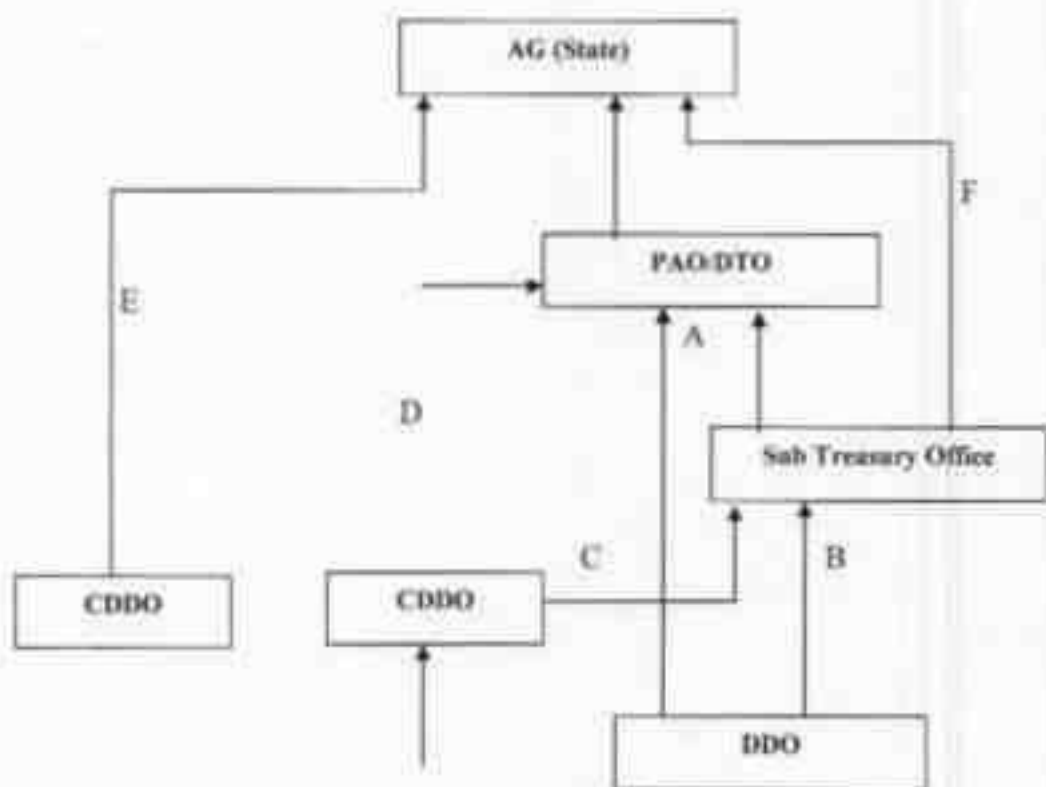 AG (State)
F
PAO/DTO
E
A
D
Sub Treasury Office
C
B
CDDO
CDDO
DDO